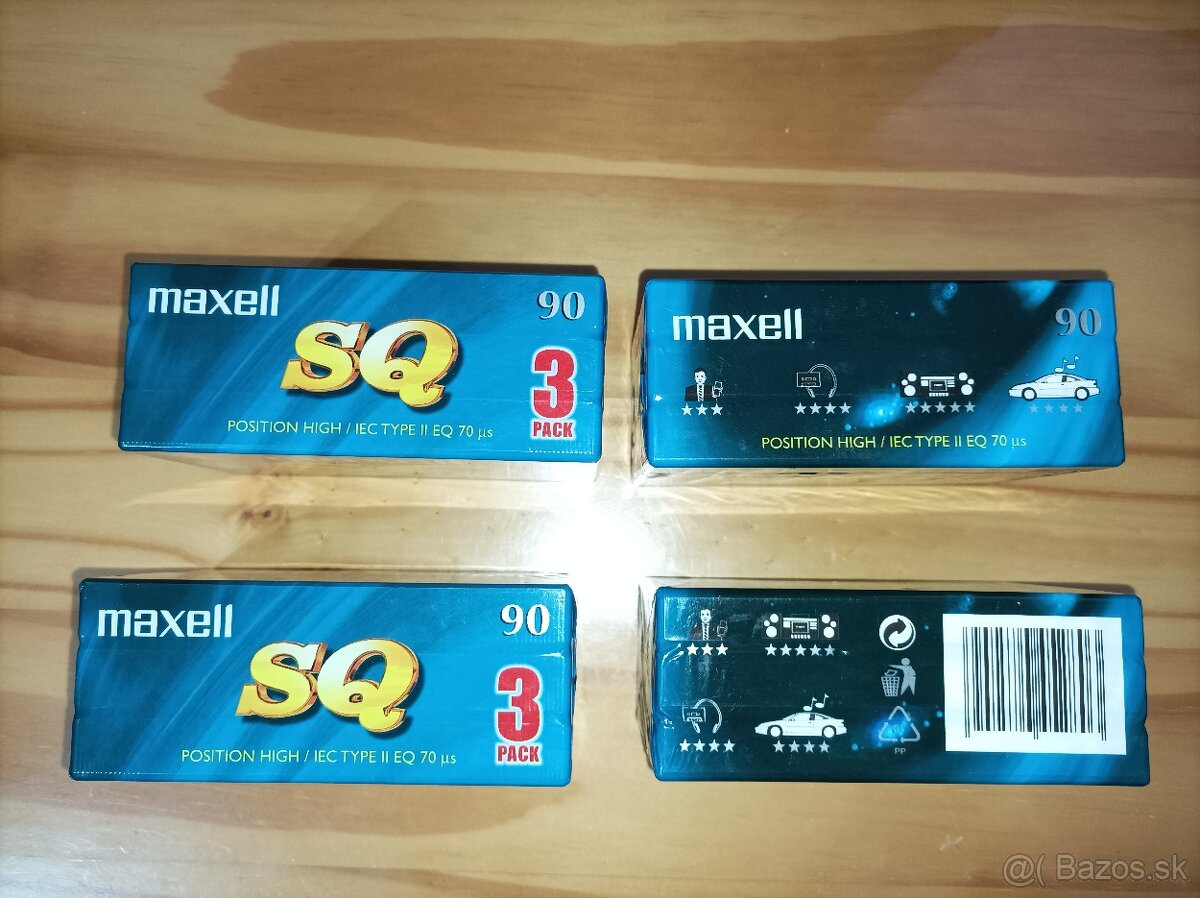 maxell
90
SQ
3
PACK
POSITION HIGH / IEC TYPE II EQ 70 µs
maxell
90
POSITION HIGH / IEC TYPE II EQ 70 µs
maxell
90
SQ
3
PACK
POSITION HIGH / IEC TYPE II EQ 70 µs
PP
@( Bazos.sk